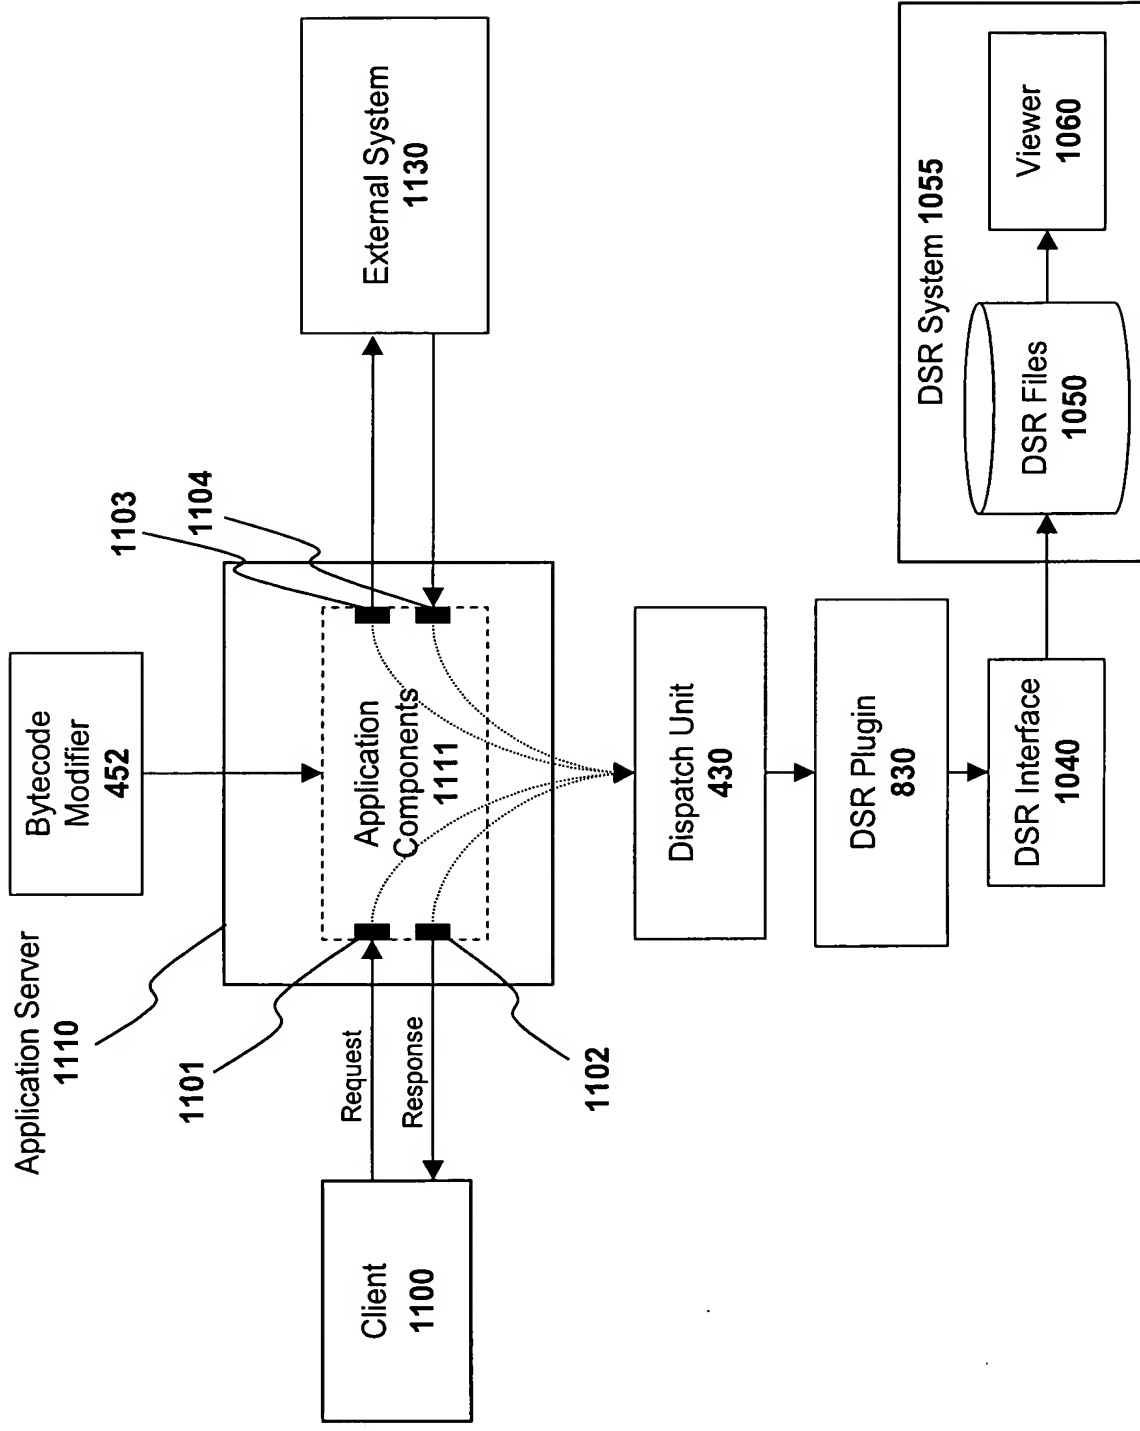 Application Server
1110
Bytecode
Modifier
452
1103
1104
1101
1102
Client
1100
Request
Response
Application
Components
1111
External System
1130
Dispatch Unit
430
DSR Plugin
830
DSR Interface
1040
DSR System 1055
DSR Files
1050
Viewer
1060